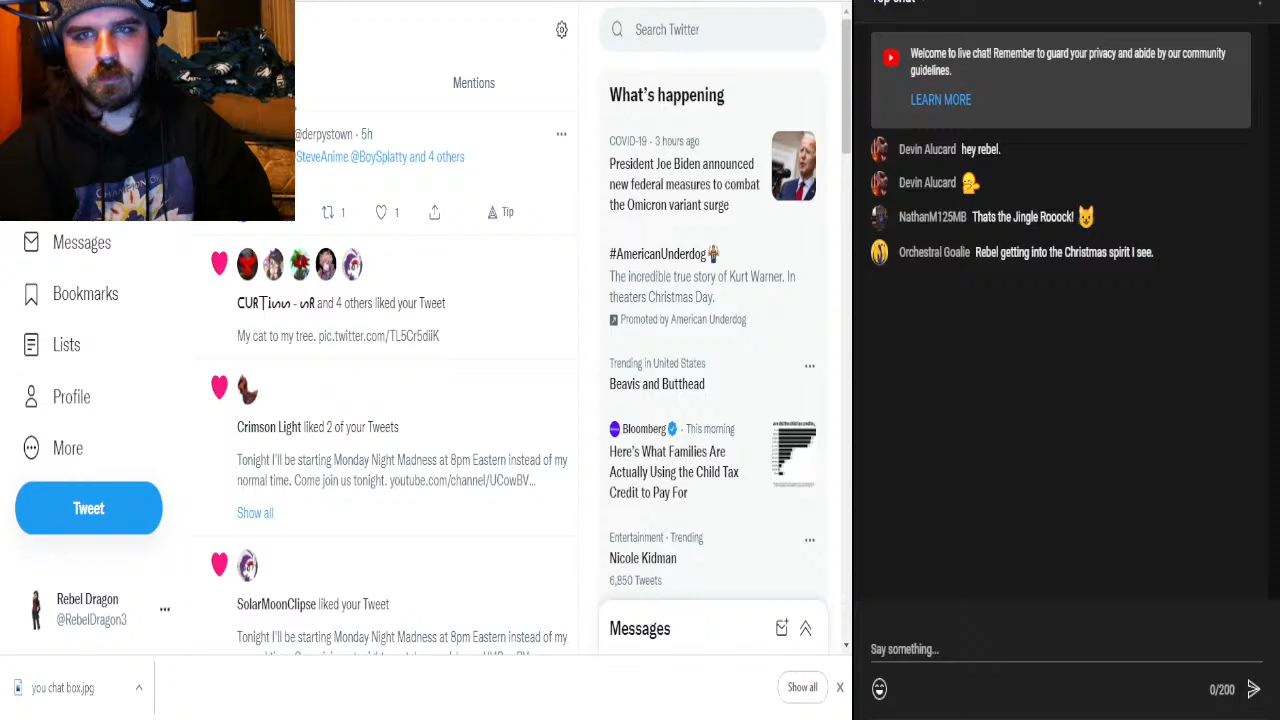 Mentions
@derpystown · 5h
SteveAnime @BoySplatty and 4 others
1
1
Tip
Messages
Bookmarks
Lists
Profile
More
Tweet
Rebel Dragon
@RebelDragon3
and 4 others liked your Tweet
My cat to my tree. pic.twitter.com/TL5Cr5diiK
Crimson Light liked 2 of your Tweets
Tonight I'll be starting Monday Night Madness at 8pm Eastern instead of my
normal time. Come join us tonight. youtube.com/channel/UCowBV...
Show all
SolarMoonClipse liked your Tweet
Tonight I'll be starting Monday Night Madness at 8pm Eastern instead of my
Search Twitter
What's happening
COVID-19 · 3 hours ago
President Joe Biden announced
new federal measures to combat
the Omicron variant surge
#AmericanUnderdog
The incredible true story of Kurt Warner. In
theaters Christmas Day.
Promoted by American Underdog
Trending in United States
Beavis and Butthead
Bloomberg · This morning
Here's What Families Are
Actually Using the Child Tax
Credit to Pay For
Entertainment · Trending
Nicole Kidman
6,850 Tweets
Messages
you chat box.jpg
Show all
X
Welcome to live chat! Remember to guard your privacy and abide by our community
guidelines.
LEARN MORE
Devin Alucard hey rebel.
Devin Alucard
NathanM125MB Thats the Jingle Rooock!
Orchestral Goalie Rebel getting into the Christmas spirit I see.
Say something...
0/200